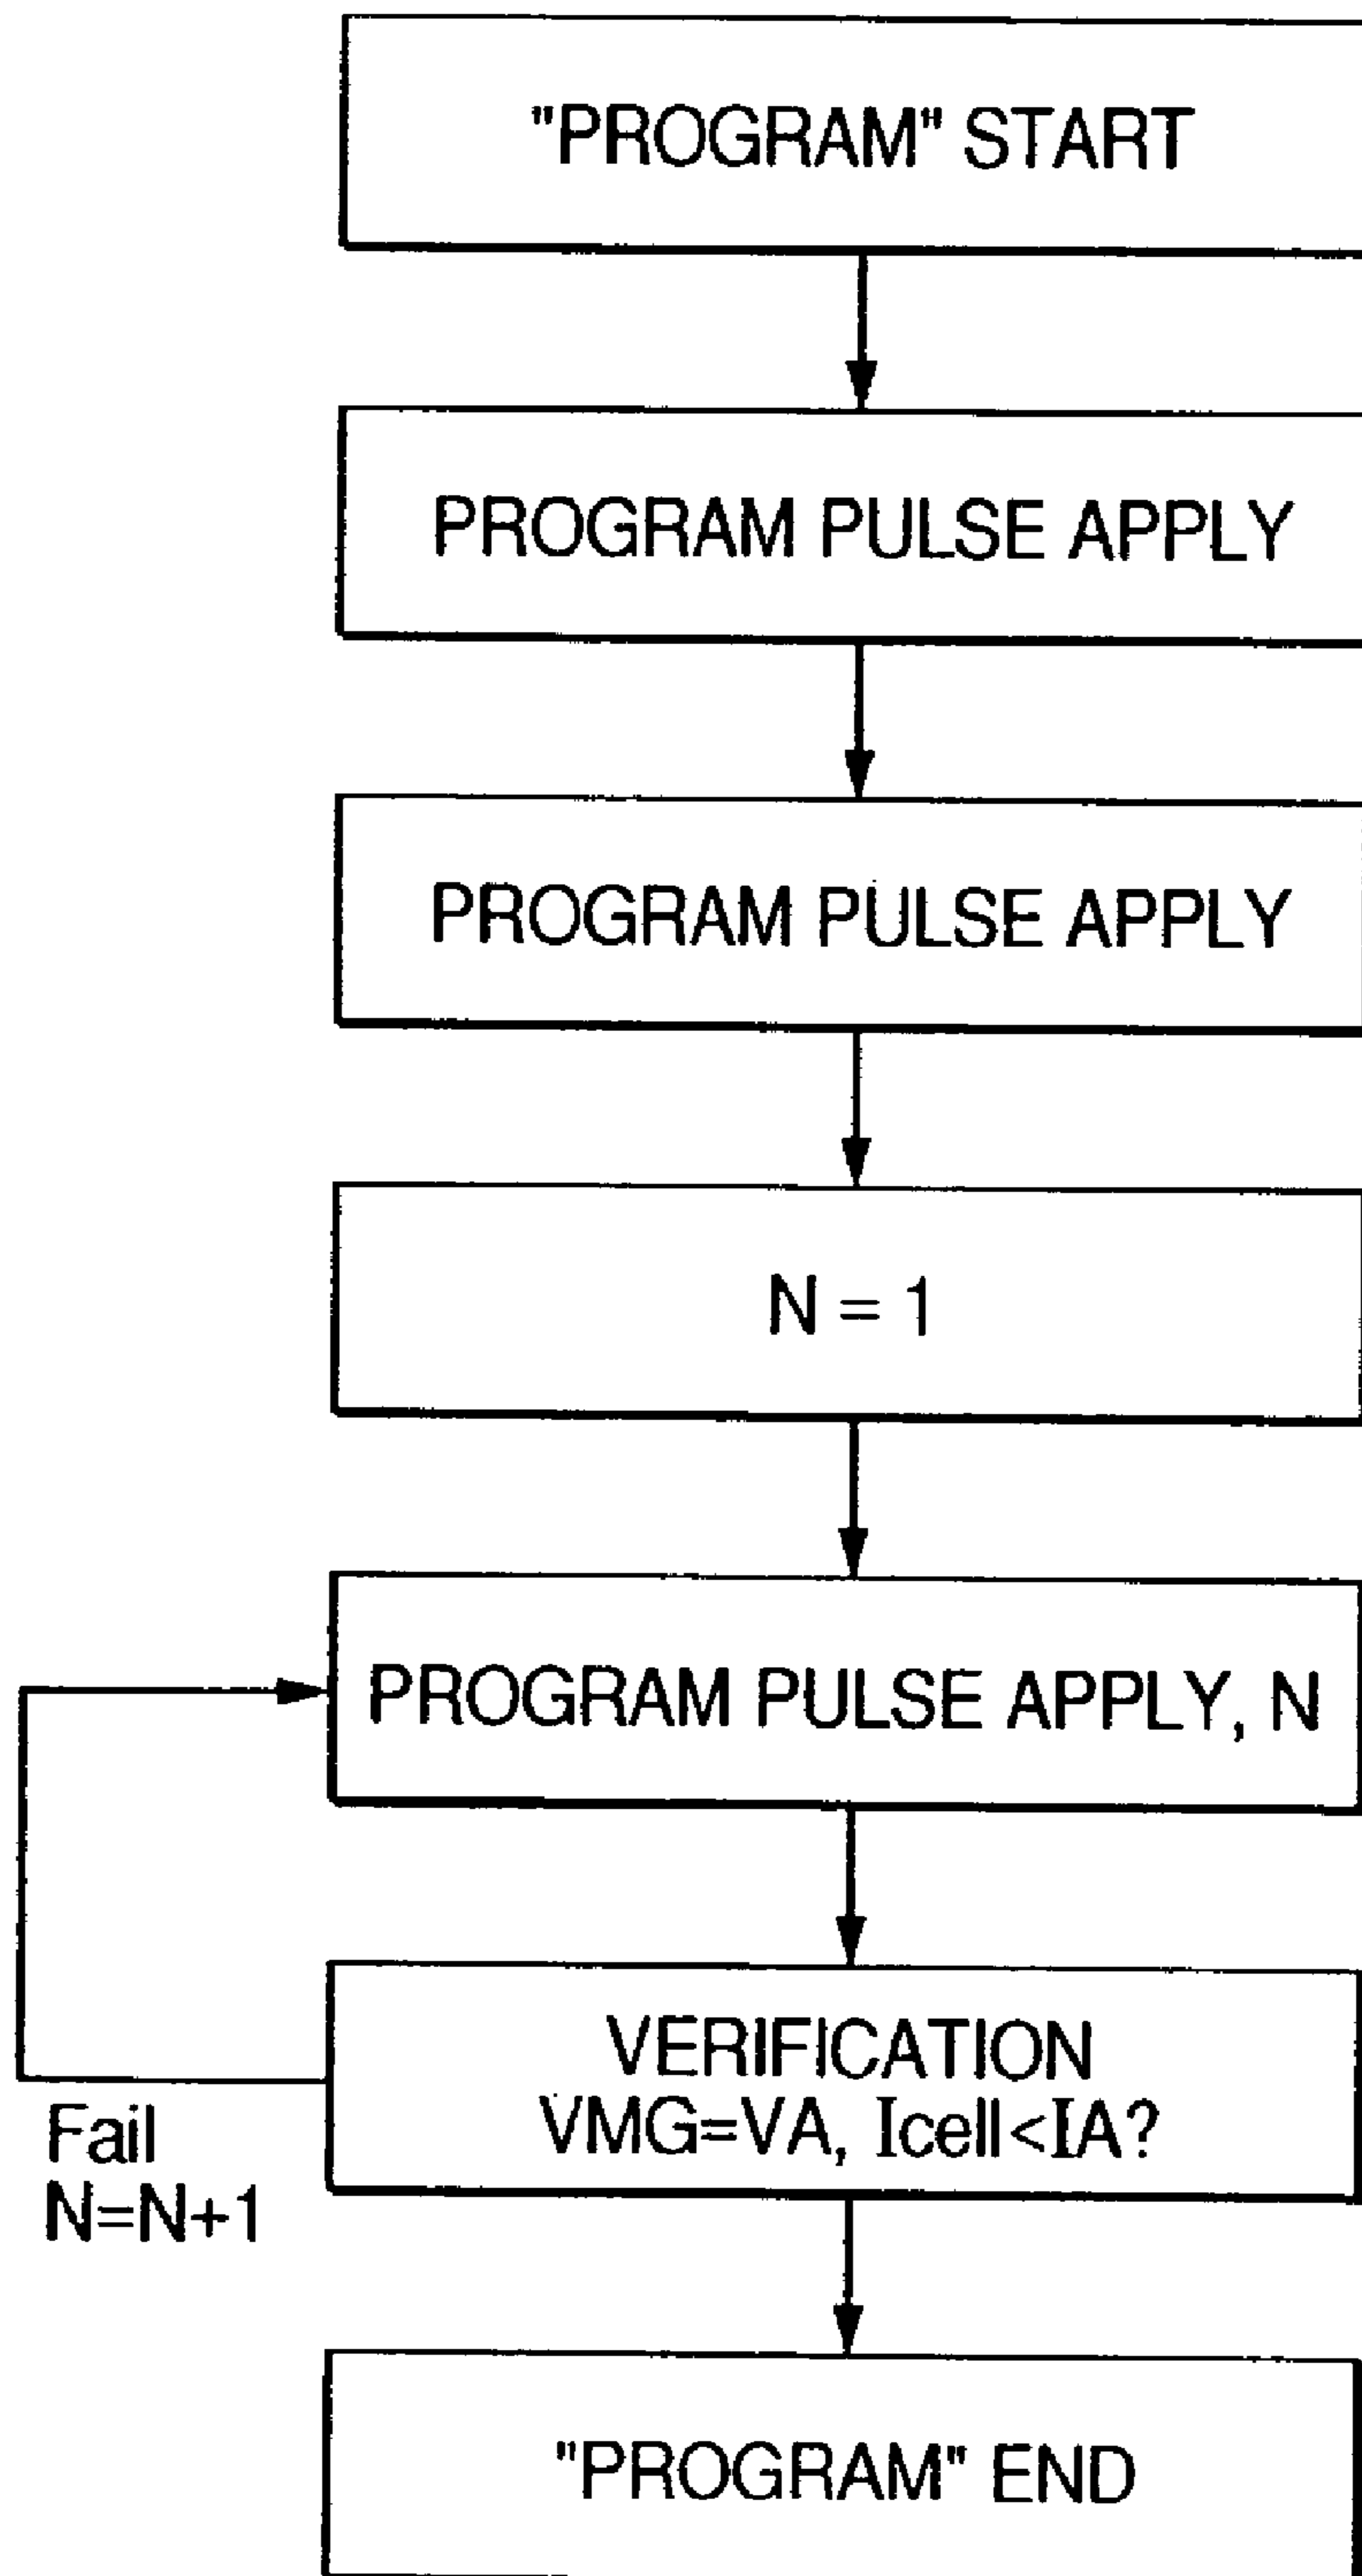 "PROGRAM" START
PROGRAM PULSE APPLY
PROGRAM PULSE APPLY
N = 1
PROGRAM PULSE APPLY, N
VERIFICATION
VMG=VA, Icell<IA?
Fail
N=N+1
"PROGRAM" END